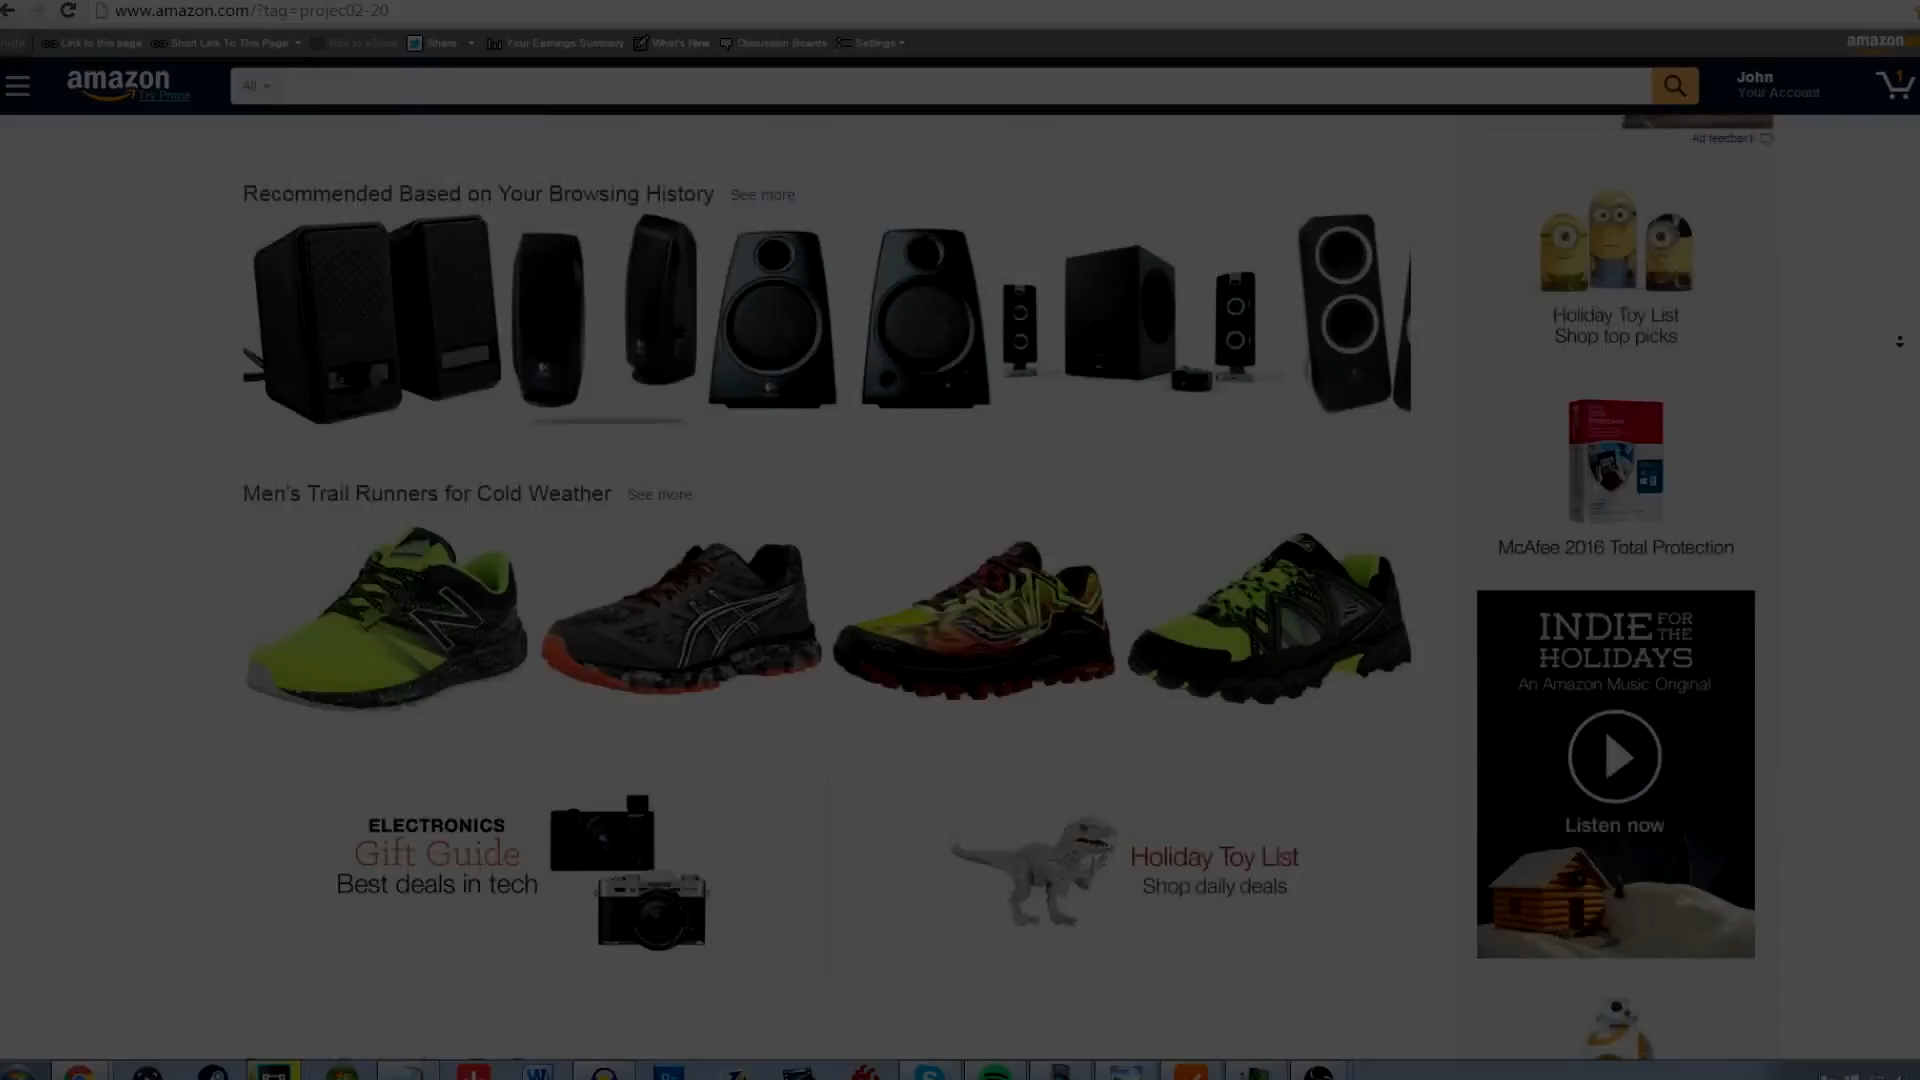 www.amazon.com/?tag=projec02-20
Link to this page Short Link To This Page Share Your Earnings Summary What's New Discussion Boards Settings
amazon
amazon
Try Prime
All
John
Your Account
1
Ad feedback
Recommended Based on Your Browsing History See more
Holiday Toy List
Shop top picks
Men's Trail Runners for Cold Weather See more
McAfee 2016 Total Protection
INDIE FOR THE
HOLIDAYS
An Amazon Music Original
Listen now
ELECTRONICS
Gift Guide
Best deals in tech
Holiday Toy List
Shop daily deals